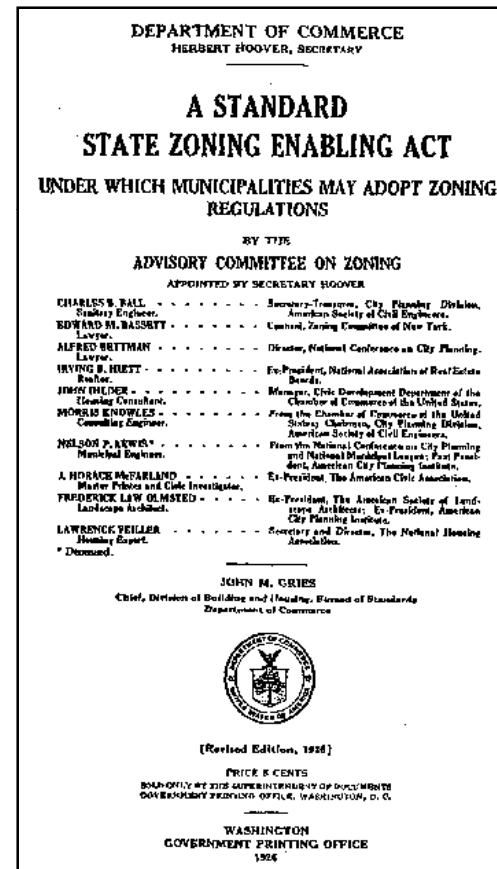 DEPARTMENT OF COMMERCE
HERBERT HOOVER, SECRETARY
A STANDARD
STATE ZONING ENABLING ACT
UNDER WHICH MUNICIPALITIES MAY ADOPT ZONING
REGULATIONS
BY THE
ADVISORY COMMITTEE ON ZONING
APPOINTED BY SECRETARY HOOVER
CHARLES B. BALL - - - - - - - - Secretary-Treasurer, City Planning Division,
Sanitary Engineer. American Society of Civil Engineers.
EDWARD M. BASSETT - - - - - - - Counsel, Zoning Committee of New York.
Lawyer.
ALFRED BETTMAN - - - - - - - - Director, National Conference on City Planning.
Lawyer.
IRVING B. HIETT - - - - - - - - Ex-President, National Association of Real Estate
Realtor. Boards.
JOHN IHLDER - - - - - - - - Manager, Civic Development Department of the
Housing Consultant. Chamber of Commerce of the United States.
MORRIS KNOWLES - - - - - - - - From the Chamber of Commerce of the United
Consulting Engineer. States; Chairman, City Planning Division,
American Society of Civil Engineers.
NELSON P. LEWIS* - - - - - - - - From the National Conference on City Planning
Municipal Engineer. and National Municipal League; Past Presi-
dent, American City Planning Institute.
J. HORACE McFARLAND - - - - - - Ex-President, The American Civic Association.
Master Printer and Civic Investigator.
FREDERICK LAW OLMSTED - - - - - Ex-President, The American Society of Land-
Landscape Architect. scape Architects; Ex-President, American
City Planning Institute.
LAWRENCE VEILLER - - - - - - - Secretary and Director, The National Housing
Housing Expert. Association.
* Deceased.
JOHN M. GRIES
Chief, Division of Building and Housing, Bureau of Standards
Department of Commerce
DEPARTMENT OF COMMERCE
UNITED STATES OF AMERICA
[Revised Edition, 1926]
PRICE 5 CENTS
SOLD ONLY BY THE SUPERINTENDENT OF DOCUMENTS
GOVERNMENT PRINTING OFFICE, WASHINGTON, D. C.
WASHINGTON
GOVERNMENT PRINTING OFFICE
1926